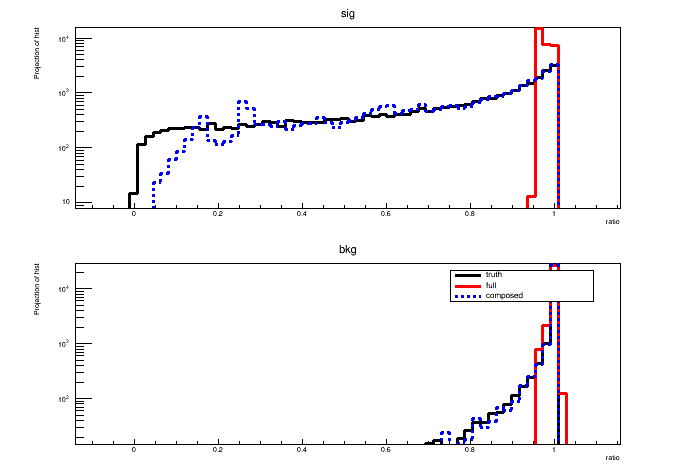 sig
Projection of hist
10⁴
10³
10²
10
0
0.2
0.4
0.6
0.8
1
ratio
bkg
Projection of hist
truth
full
composed
10⁴
10³
10²
0
0.2
0.4
0.6
0.8
1
ratio